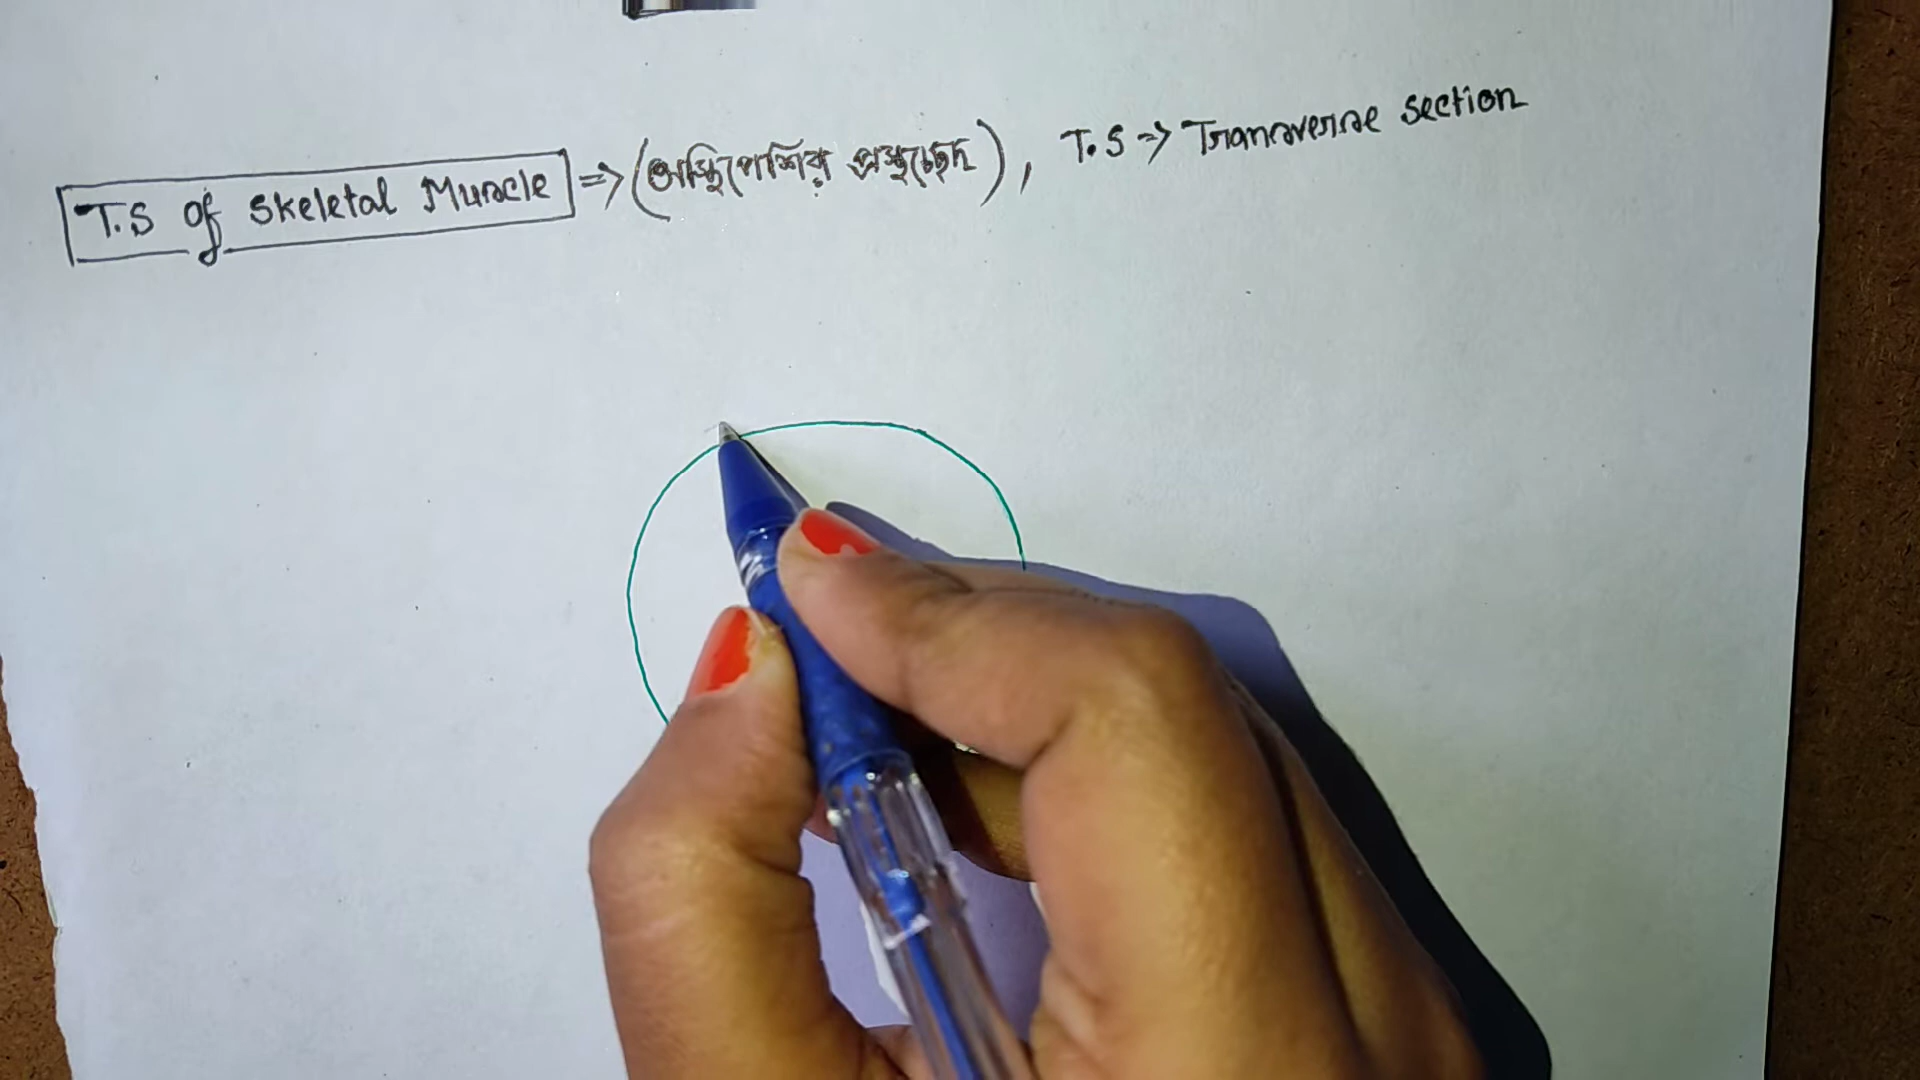 T.S of Skeletal Muscle => (অস্থিপেশির প্রস্থচ্ছেদ), T.S => Transverse section